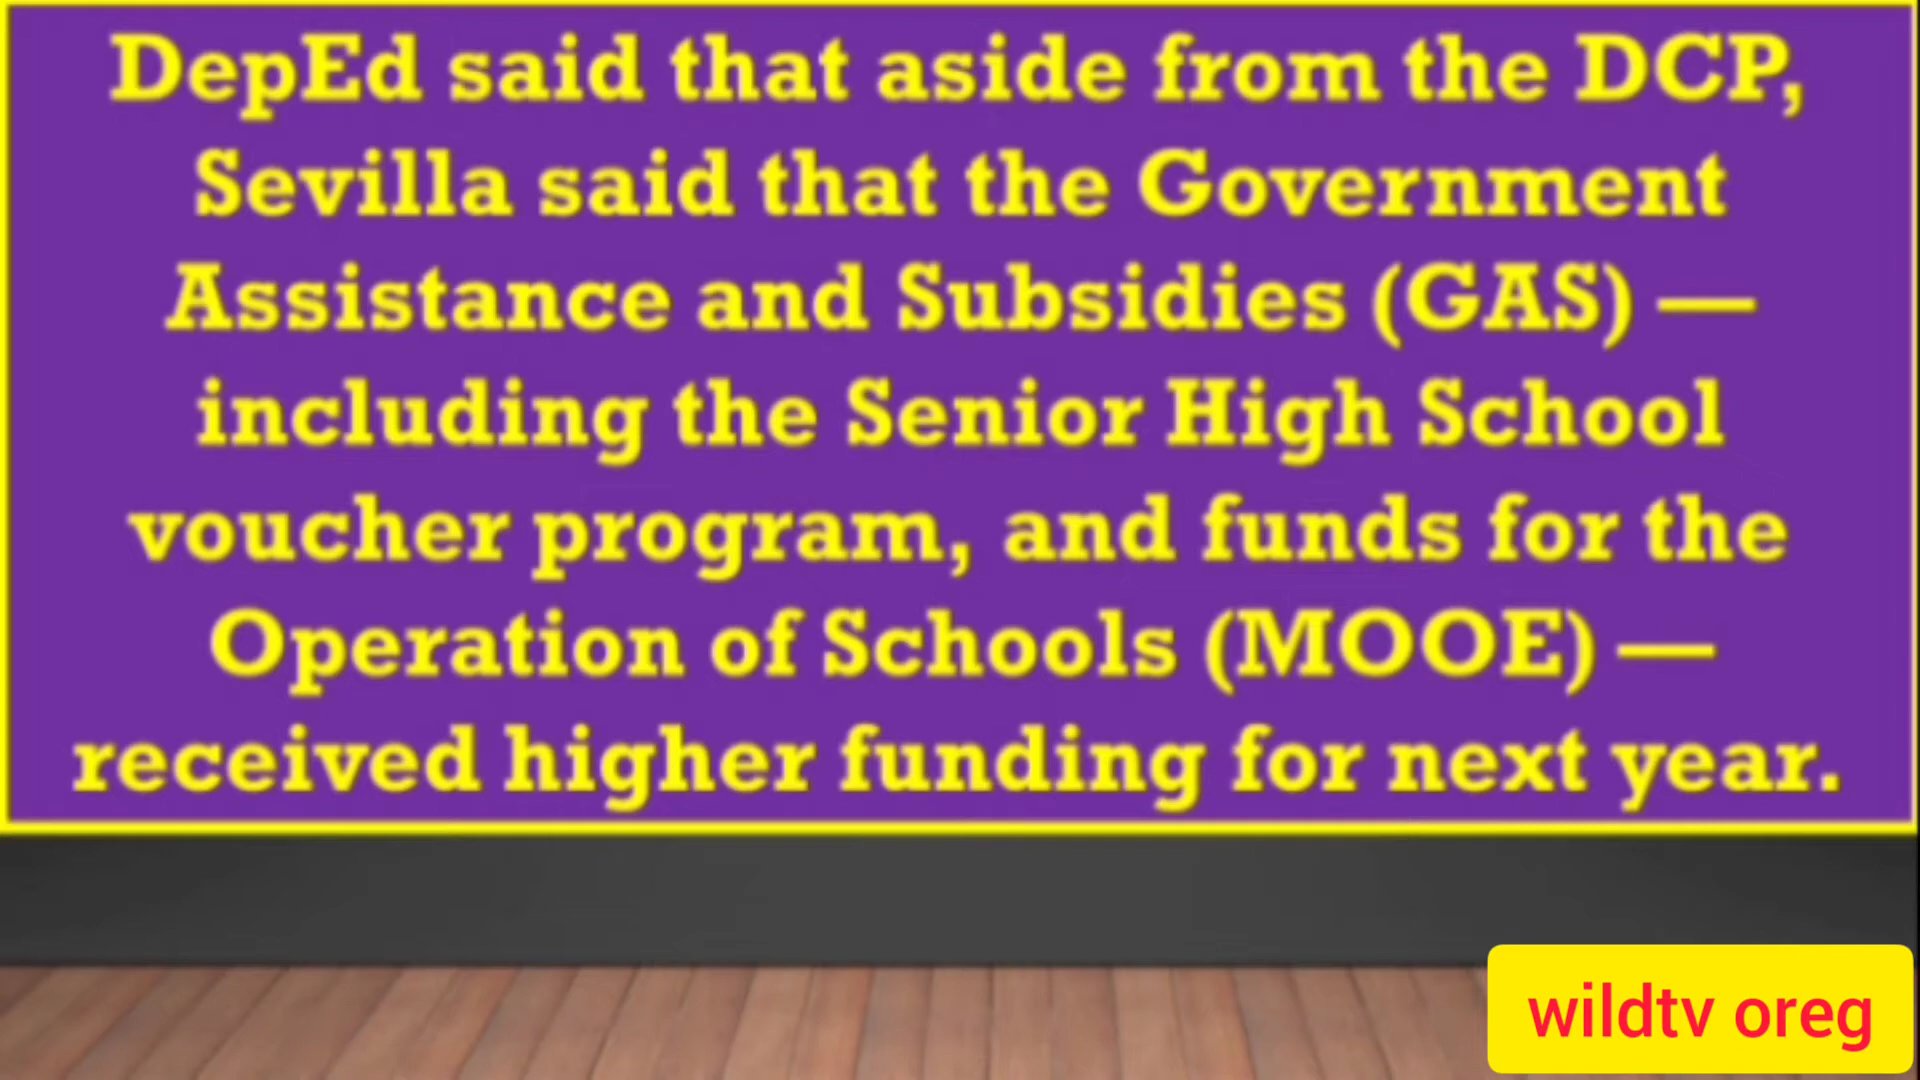 DepEd said that aside from the DCP,
Sevilla said that the Government
Assistance and Subsidies (GAS) —
including the Senior High School
voucher program, and funds for the
Operation of Schools (MOOE) —
received higher funding for next year.
wildtv oreg